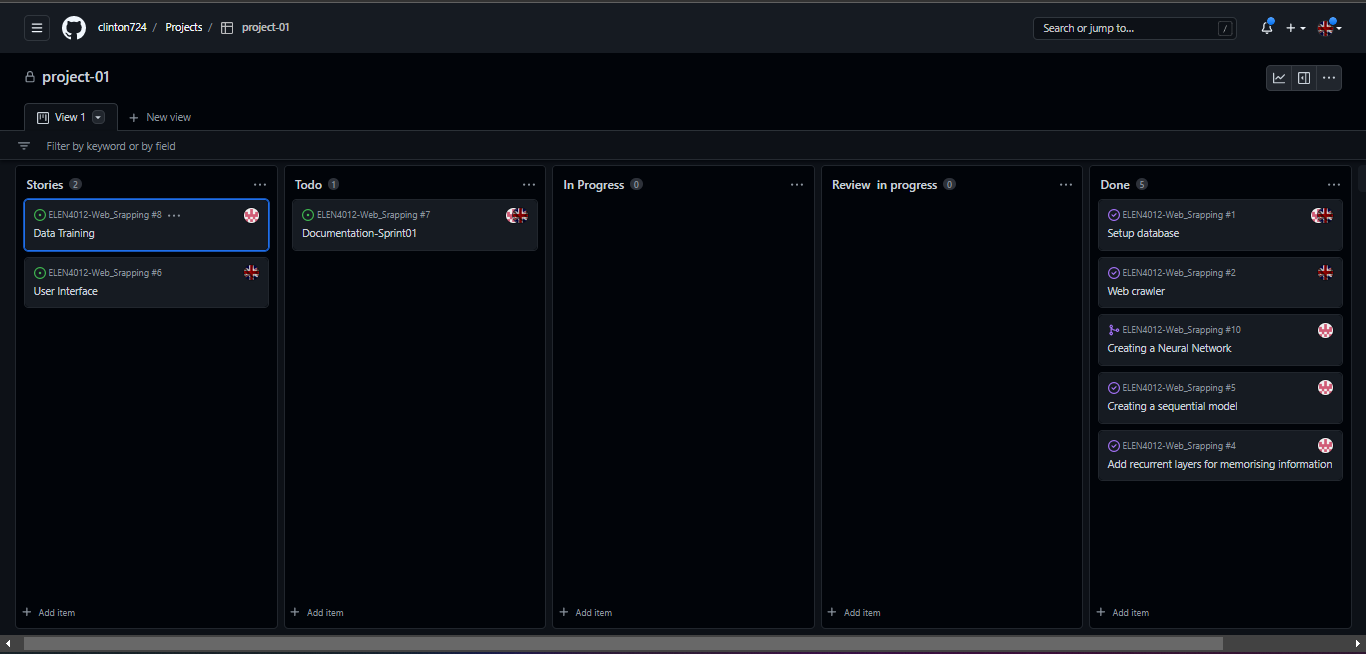 clinton724 / Projects / project-01
Search or jump to... /
project-01
View 1
New view
Filter by keyword or by field
Stories 2
ELEN4012-Web_Srapping #8
Data Training
ELEN4012-Web_Srapping #6
User Interface
Add item
Todo 1
ELEN4012-Web_Srapping #7
Documentation-Sprint01
Add item
In Progress 0
Add item
Review in progress 0
Add item
Done 5
ELEN4012-Web_Srapping #1
Setup database
ELEN4012-Web_Srapping #2
Web crawler
ELEN4012-Web_Srapping #10
Creating a Neural Network
ELEN4012-Web_Srapping #5
Creating a sequential model
ELEN4012-Web_Srapping #4
Add recurrent layers for memorising information
Add item